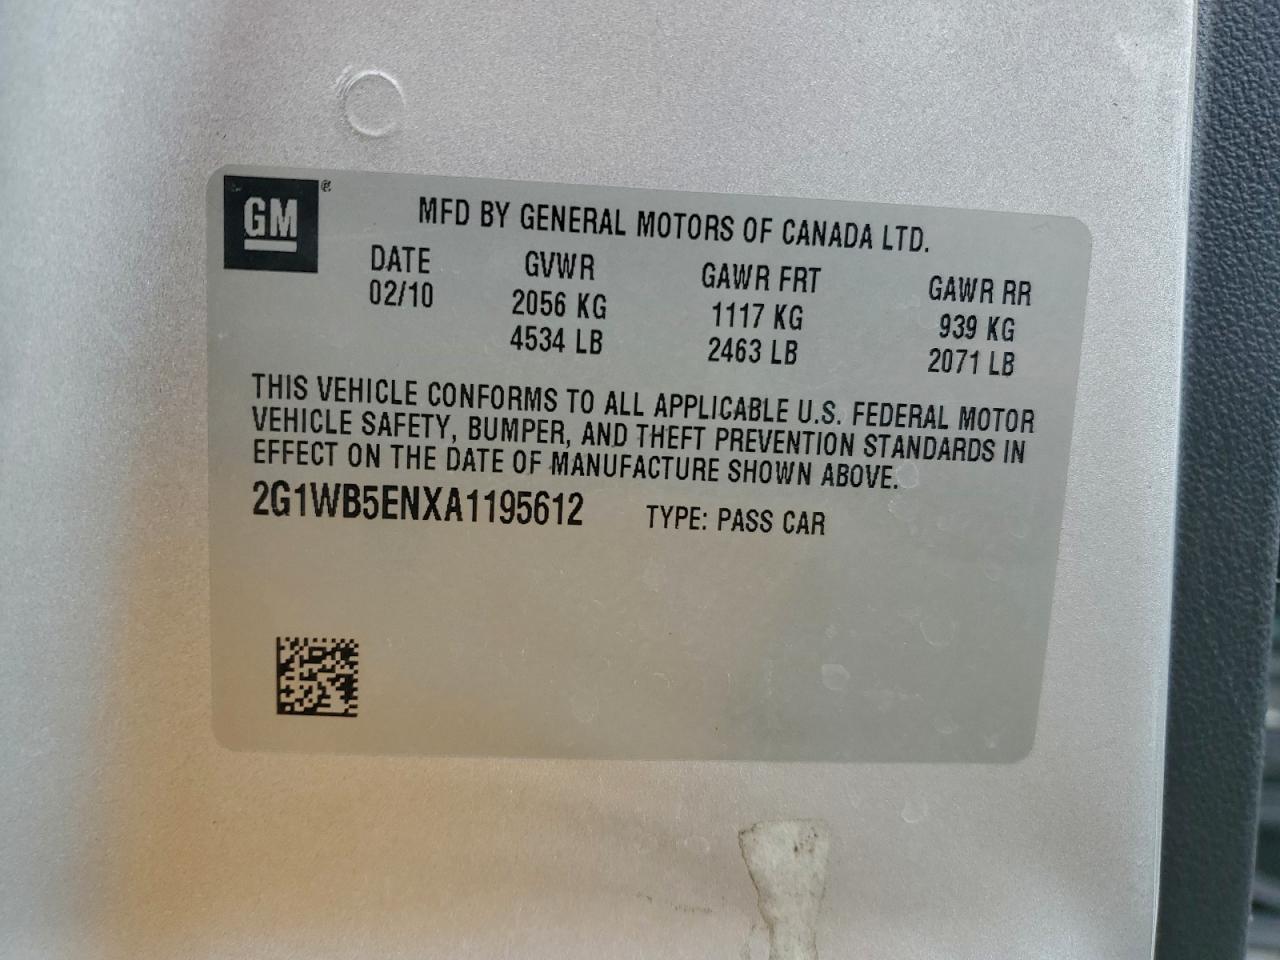 GM®
MFD BY GENERAL MOTORS OF CANADA LTD.
DATE GVWR GAWR FRT GAWR RR
02/10 2056 KG 1117 KG 939 KG
4534 LB 2463 LB 2071 LB
THIS VEHICLE CONFORMS TO ALL APPLICABLE U.S. FEDERAL MOTOR
VEHICLE SAFETY, BUMPER, AND THEFT PREVENTION STANDARDS IN
EFFECT ON THE DATE OF MANUFACTURE SHOWN ABOVE.
2G1WB5ENXA1195612 TYPE: PASS CAR